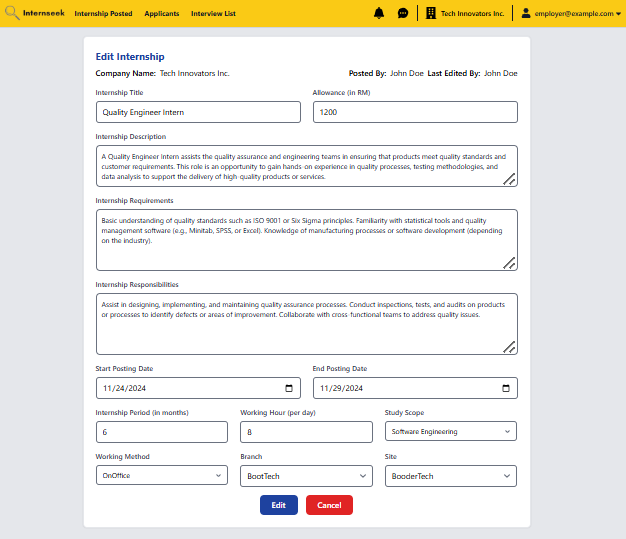 Internseek Internship Posted Applicants Interview List Tech Innovators Inc. employer@example.com
Edit Internship
Company Name: Tech Innovators Inc. Posted By: John Doe Last Edited By: John Doe
Internship Title Allowance (in RM)
Quality Engineer Intern 1200
Internship Description
A Quality Engineer Intern assists the quality assurance and engineering teams in ensuring that products meet quality standards and
customer requirements. This role is an opportunity to gain hands-on experience in quality processes, testing methodologies, and
data analysis to support the delivery of high-quality products or services.
Internship Requirements
Basic understanding of quality standards such as ISO 9001 or Six Sigma principles. Familiarity with statistical tools and quality
management software (e.g., Minitab, SPSS, or Excel). Knowledge of manufacturing processes or software development (depending
on the industry).
Internship Responsibilities
Assist in designing, implementing, and maintaining quality assurance processes. Conduct inspections, tests, and audits on products
or processes to identify defects or areas of improvement. Collaborate with cross-functional teams to address quality issues.
Start Posting Date End Posting Date
11/24/2024 11/29/2024
Internship Period (in months) Working Hour (per day) Study Scope
6 8 Software Engineering
Working Method Branch Site
OnOffice BootTech BooderTech
Edit Cancel